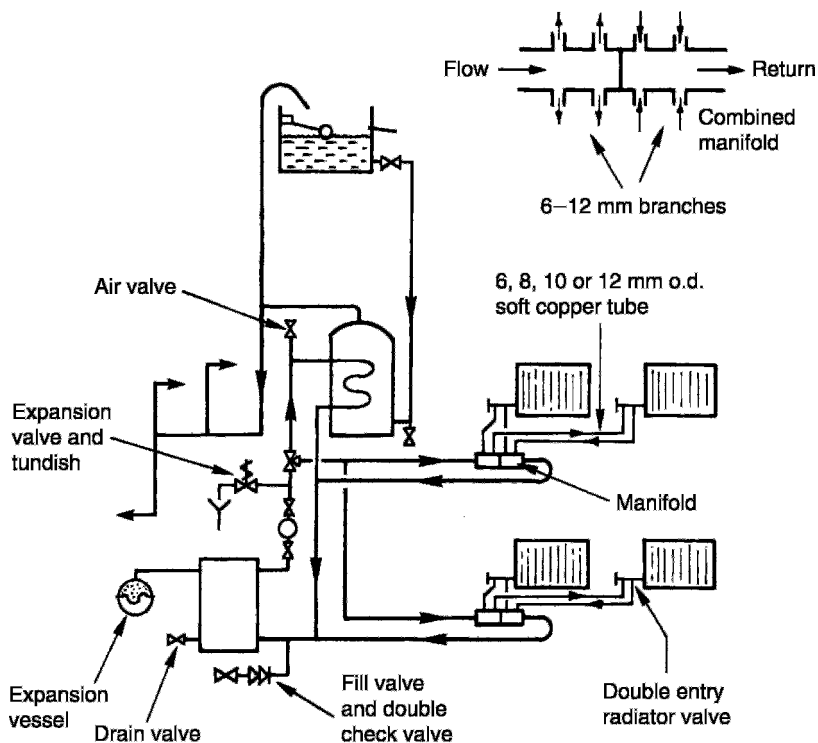 Flow
Return
Combined
manifold
6–12 mm branches
Air valve
6, 8, 10 or 12 mm o.d.
soft copper tube
Expansion
valve and
tundish
Manifold
Expansion
vessel
Drain valve
Fill valve
and double
check valve
Double entry
radiator valve